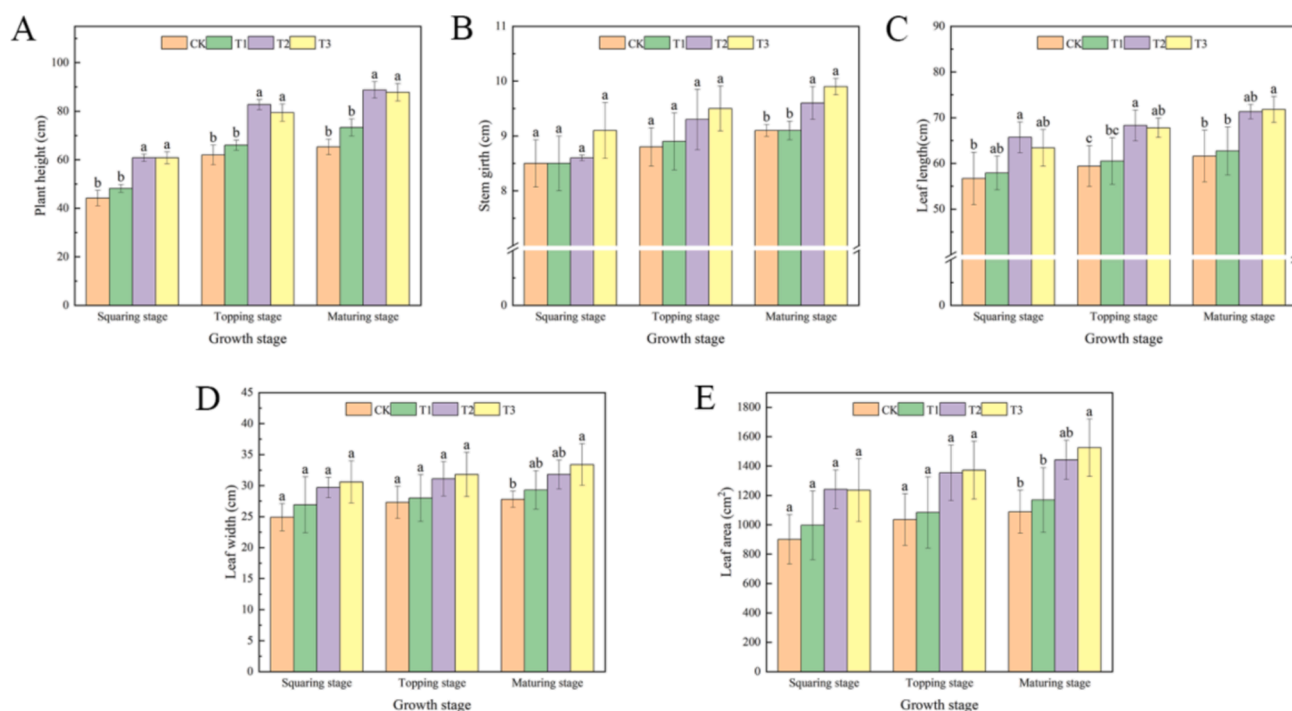 A
CK T1 T2 T3
Plant height (cm)
100
80
60
40
20
0
b b a a
b b a a
b b a a
Squaring stage Topping stage Maturing stage
Growth stage
B
CK T1 T2 T3
Stem girth (cm)
11
10
9
8
0
a a a a
a a a a
b b a a
Squaring stage Topping stage Maturing stage
Growth stage
C
CK T1 T2 T3
Leaf length(cm)
90
80
70
60
50
0
b ab a ab
c bc a ab
b b ab a
Squaring stage Topping stage Maturing stage
Growth stage
D
CK T1 T2 T3
Leaf width (cm)
45
40
35
30
25
20
15
10
5
0
a a a a
a a a a
b ab ab a
Squaring stage Topping stage Maturing stage
Growth stage
E
CK T1 T2 T3
Leaf area (cm²)
1800
1600
1400
1200
1000
800
600
400
200
0
a a a a
a a a a
b b ab a
Squaring stage Topping stage Maturing stage
Growth stage